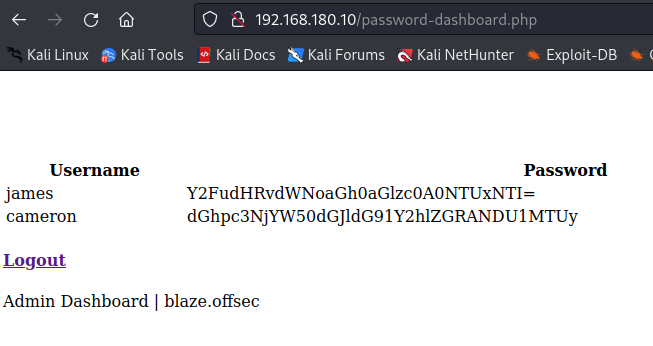 192.168.180.10/password-dashboard.php
Kali Linux Kali Tools Kali Docs Kali Forums Kali NetHunter Exploit-DB
Username Password
james Y2FudHRvdWNoaGh0aGlzc0A0NTUxNTI=
cameron dGhpc3NjYW50dGJldG91Y2hlZGRANDU1MTUy
Logout
Admin Dashboard | blaze.offsec